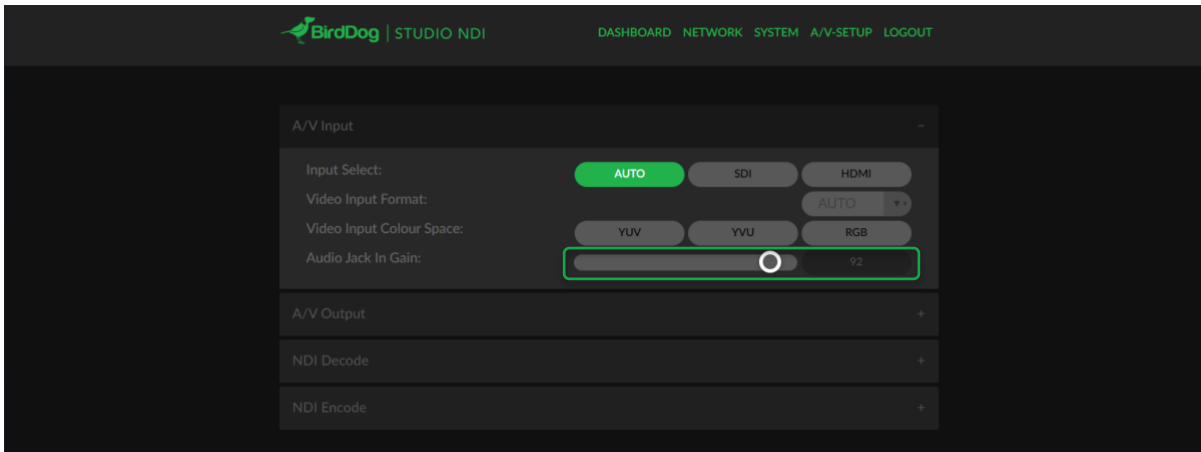 BirdDog | STUDIO NDI DASHBOARD NETWORK SYSTEM A/V-SETUP LOGOUT
A/V Input −
Input Select: AUTO SDI HDMI
Video Input Format: AUTO
Video Input Colour Space: YUV YVU RGB
Audio Jack In Gain: 92
A/V Output +
NDI Decode +
NDI Encode +